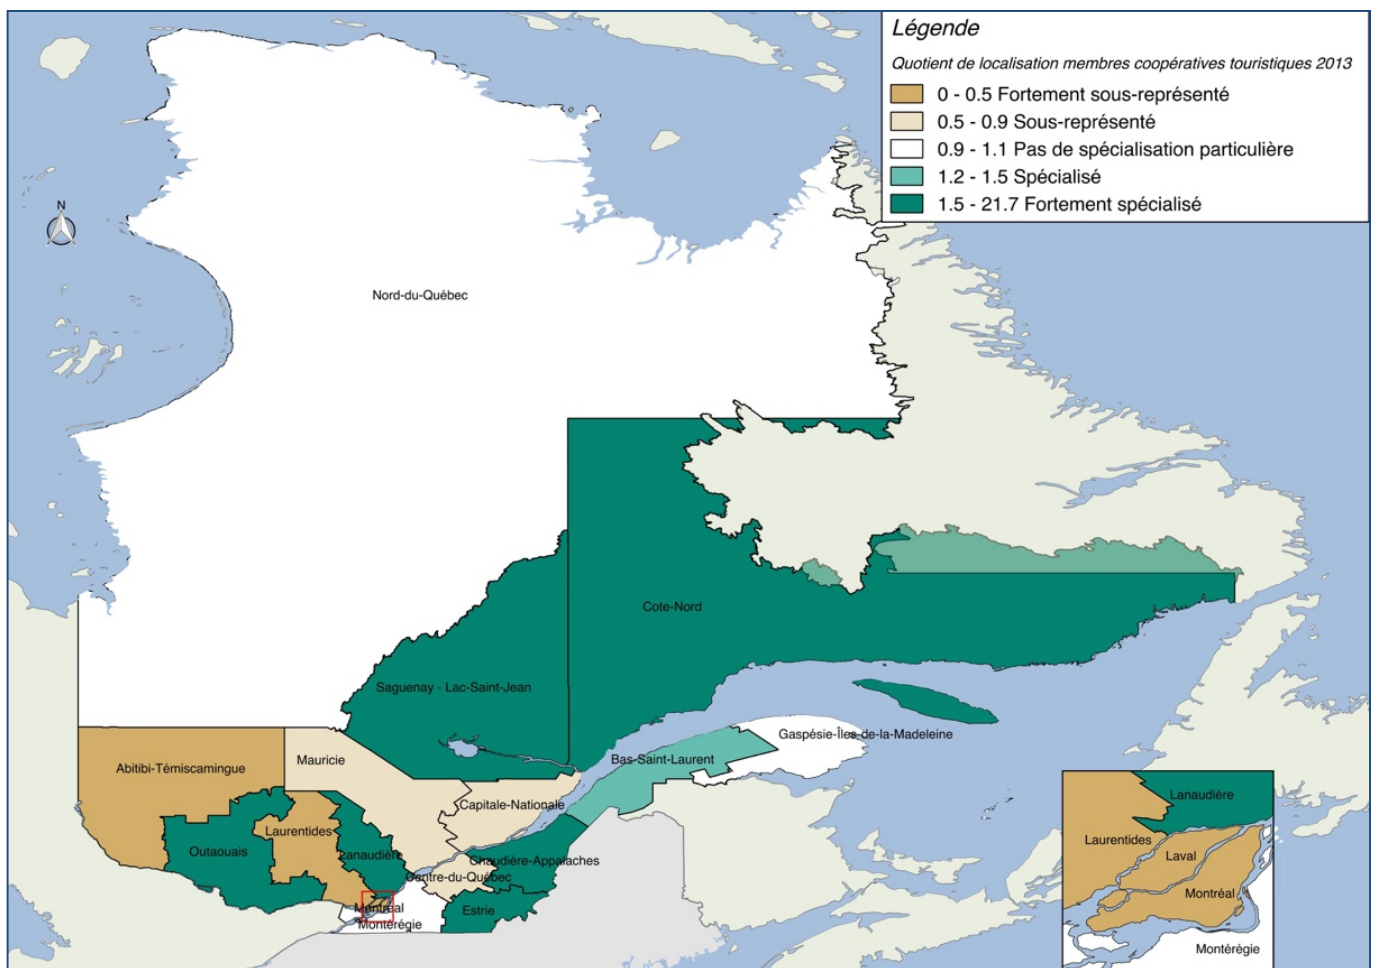 Légende
Quotient de localisation membres coopératives touristiques 2013
0 - 0.5 Fortement sous-représenté
0.5 - 0.9 Sous-représenté
0.9 - 1.1 Pas de spécialisation particulière
1.2 - 1.5 Spécialisé
1.5 - 21.7 Fortement spécialisé
N
Nord-du-Québec
Cote-Nord
Saguenay - Lac-Saint-Jean
Gaspésie-Îles-de-la-Madeleine
Bas-Saint-Laurent
Mauricie
Abitibi-Témiscamingue
Capitale-Nationale
Laurentides
Outaouais
Lanaudière
Chaudière-Appalaches
Centre-du-Québec
Montréal
Estrie
Montérégie
Lanaudière
Laurentides
Laval
Montréal
Montérégie